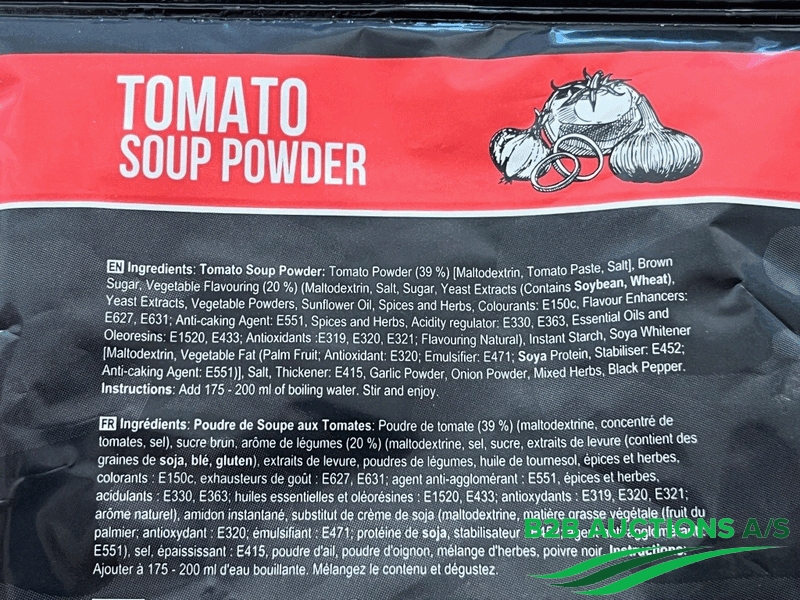 TOMATO
SOUP POWDER
EN Ingredients: Tomato Soup Powder: Tomato Powder (39 %) [Maltodextrin, Tomato Paste, Salt], Brown
Sugar, Vegetable Flavouring (20 %) (Maltodextrin, Salt, Sugar, Yeast Extracts (Contains Soybean, Wheat),
Yeast Extracts, Vegetable Powders, Sunflower Oil, Spices and Herbs, Colourants: E150c, Flavour Enhancers:
E627, E631; Anti-caking Agent: E551, Spices and Herbs, Acidity regulator: E330, E363, Essential Oils and
Oleoresins: E1520, E433; Antioxidants :E319, E320, E321; Flavouring Natural), Instant Starch, Soya Whitener
[Maltodextrin, Vegetable Fat (Palm Fruit; Antioxidant: E320; Emulsifier: E471; Soya Protein, Stabiliser: E452;
Anti-caking Agent: E551)], Salt, Thickener: E415, Garlic Powder, Onion Powder, Mixed Herbs, Black Pepper.
Instructions: Add 175 - 200 ml of boiling water. Stir and enjoy.
FR Ingrédients: Poudre de Soupe aux Tomates: Poudre de tomate (39 %) (maltodextrine, concentré de
tomates, sel), sucre brun, arôme de légumes (20 %) (maltodextrine, sel, sucre, extraits de levure (contient des
graines de soja, blé, gluten), extraits de levure, poudres de légumes, huile de tournesol, épices et herbes,
colorants : E150c, exhausteurs de goût : E627, E631; agent anti-agglomérant : E551, épices et herbes,
acidulants : E330, E363; huiles essentielles et oléorésines : E1520, E433; antioxydants : E319, E320, E321;
arôme naturel), amidon instantané, substitut de crème de soja (maltodextrine, matière grasse végétale (fruit du
palmier; antioxydant : E320; émulsifiant : E471; protéine de soja, stabilisateur : E452; agent anti-agglomérant :
E551), sel, épaississant : E415, poudre d'ail, poudre d'oignon, mélange d'herbes, poivre noir. Instructions:
Ajouter à 175 - 200 ml d'eau bouillante. Mélangez le contenu et dégustez.
B2B AUCTIONS A/S